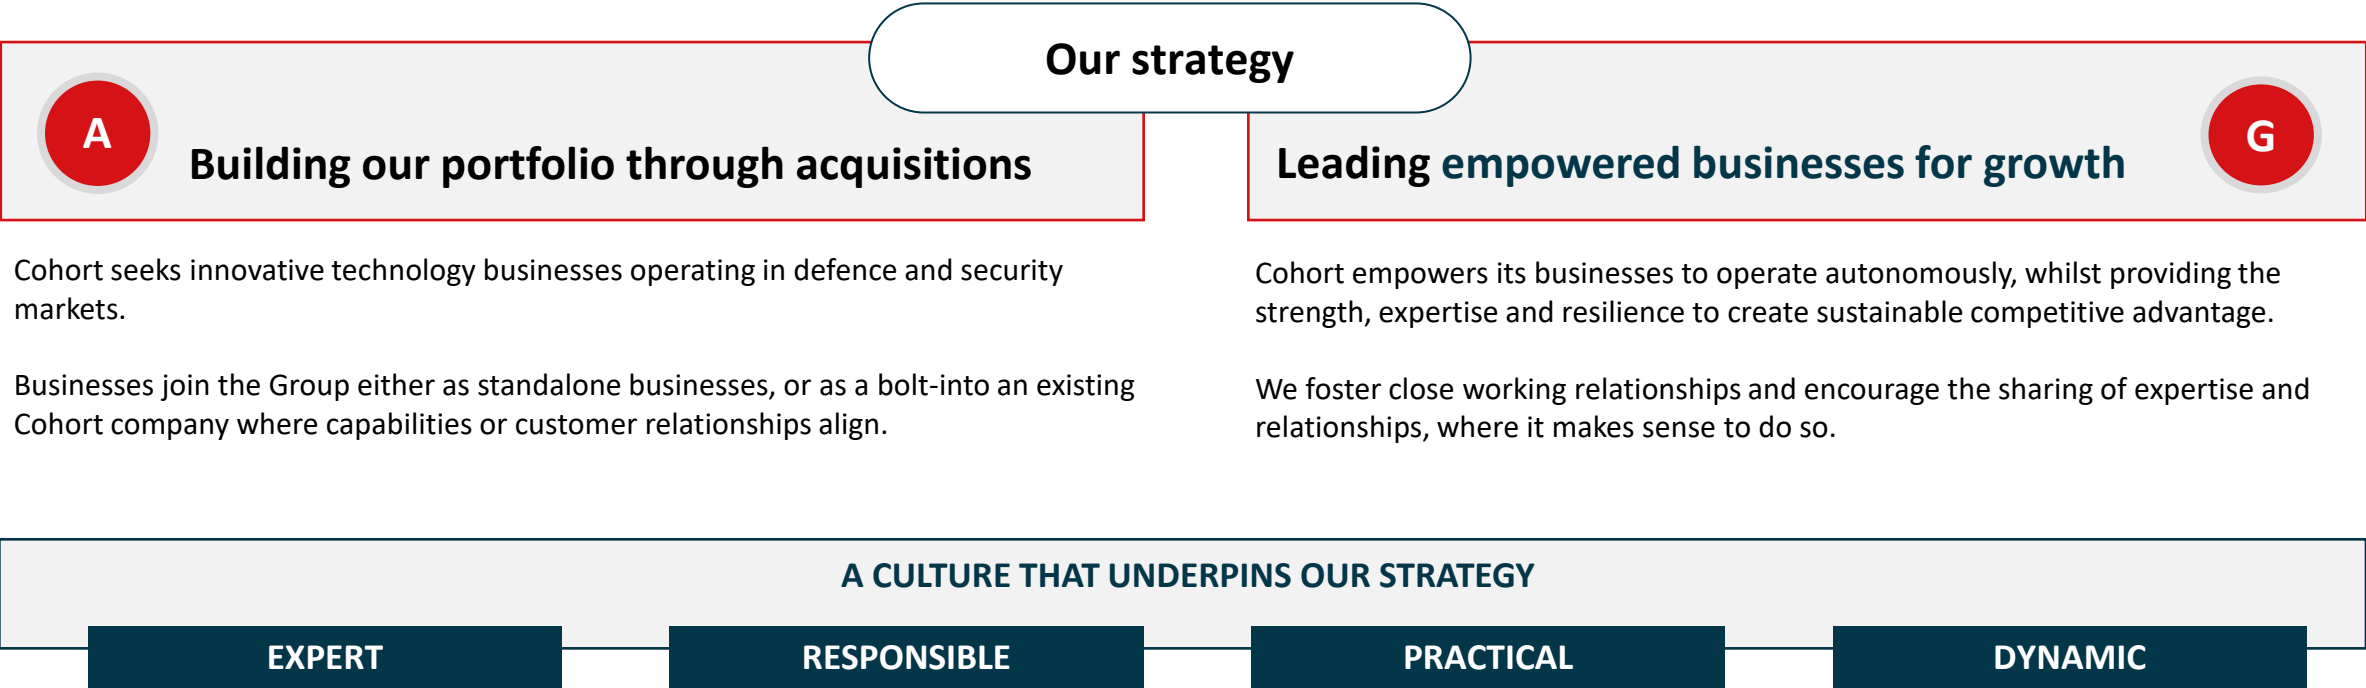 Our strategy
A
Building our portfolio through acquisitions
Cohort seeks innovative technology businesses operating in defence and security
markets.
Businesses join the Group either as standalone businesses, or as a bolt-into an existing
Cohort company where capabilities or customer relationships align.
Leading empowered businesses for growth
G
Cohort empowers its businesses to operate autonomously, whilst providing the
strength, expertise and resilience to create sustainable competitive advantage.
We foster close working relationships and encourage the sharing of expertise and
relationships, where it makes sense to do so.
A CULTURE THAT UNDERPINS OUR STRATEGY
EXPERT
RESPONSIBLE
PRACTICAL
DYNAMIC